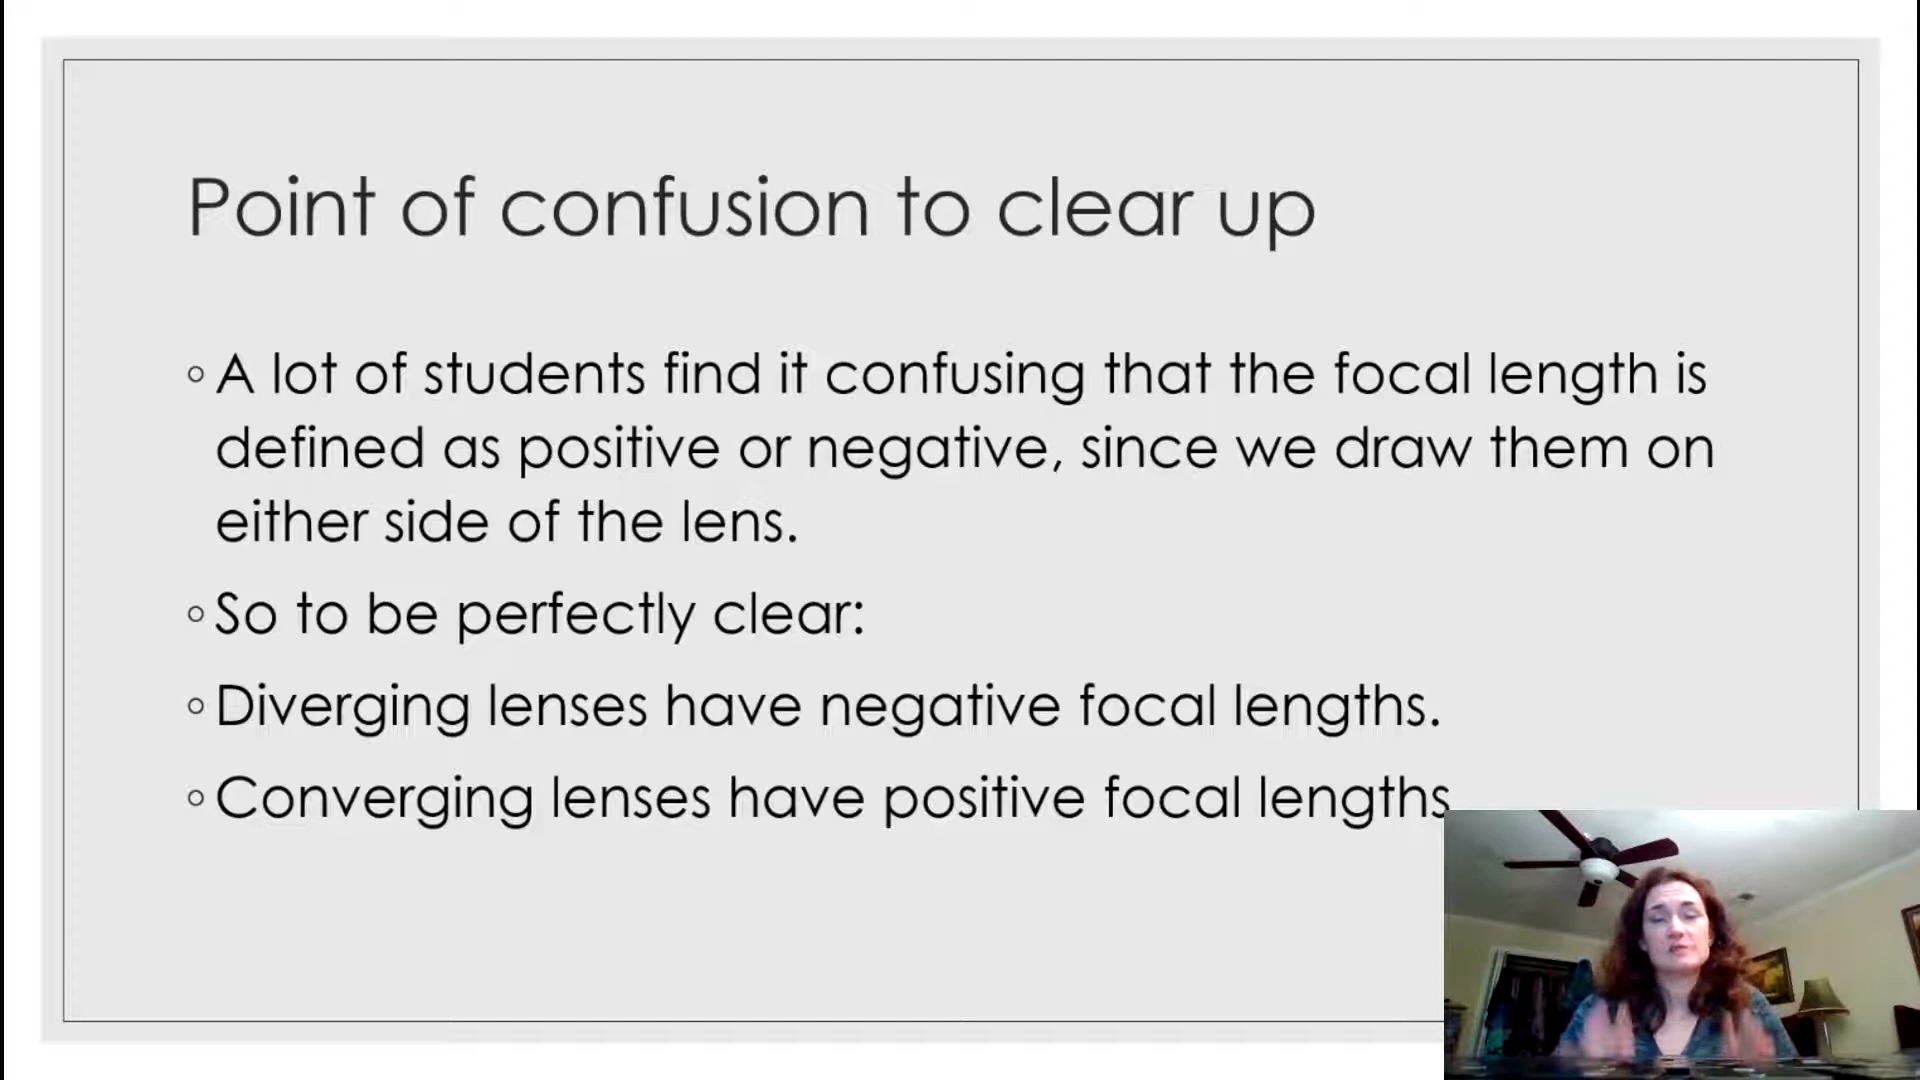 Point of confusion to clear up
◦ A lot of students find it confusing that the focal length is
defined as positive or negative, since we draw them on
either side of the lens.
◦ So to be perfectly clear:
◦ Diverging lenses have negative focal lengths.
◦ Converging lenses have positive focal lengths